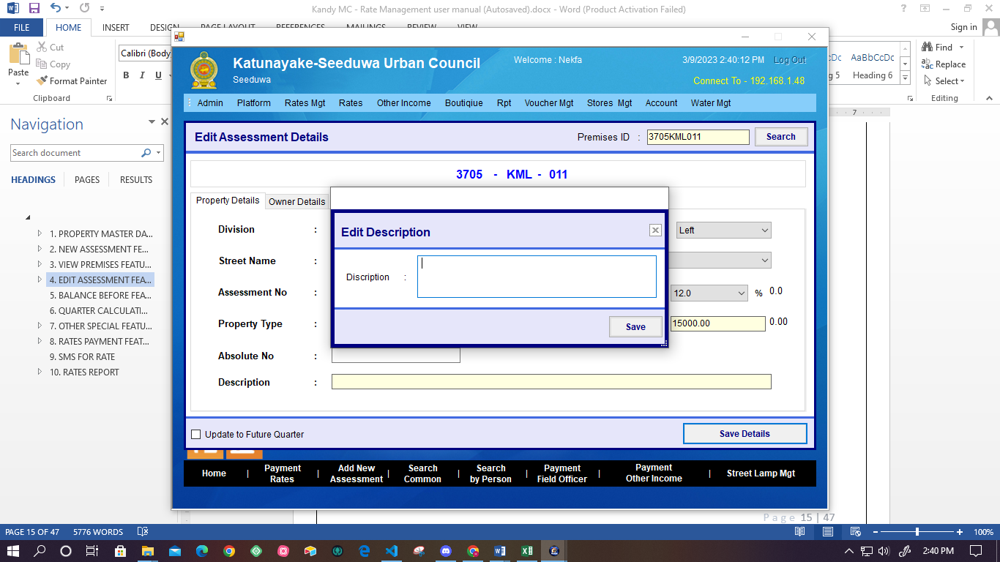 Kandy MC - Rate Management user manual (Autosaved).docx - Word (Product Activation Failed)
FILE HOME INSERT DESIGN PAGE LAYOUT REFERENCES MAILINGS REVIEW VIEW Sign in
Paste
Cut
Copy
Format Painter
Clipboard
Calibri (Body
B I U
AaBbCcDc
g 5 Heading 6
Find
Replace
Select
Editing
Navigation
Search document
HEADINGS PAGES RESULTS
1. PROPERTY MASTER DA...
2. NEW ASSESSMENT FE...
3. VIEW PREMISES FEATU...
4. EDIT ASSESSMENT FEA...
5. BALANCE BEFORE FEA...
6. QUARTER CALCULATI...
7. OTHER SPECIAL FEATU...
8. RATES PAYMENT FEAT...
9. SMS FOR RATE
10. RATES REPORT
Katunayake-Seeduwa Urban Council
Seeduwa
Welcome : Nekfa
3/9/2023 2:40:12 PM Log Out
Connect To - 192.168.1.48
Admin Platform Rates Mgt Rates Other Income Boutiqiue Rpt Voucher Mgt Stores Mgt Account Water Mgt
Edit Assessment Details
Premises ID : 3705KML011 Search
3705 - KML - 011
Property Details Owner Details
Division : Left
Street Name :
Assessment No : 12.0 % 0.0
Property Type : 15000.00 0.00
Absolute No :
Description :
Edit Description
Discription :
Save
Update to Future Quarter
Save Details
Home | Payment Rates | Add New Assessment | Search Common | Search by Person | Payment Field Officer | Payment Other Income | Street Lamp Mgt
7
Page 15 | 47
PAGE 15 OF 47 5776 WORDS 100%
2:40 PM